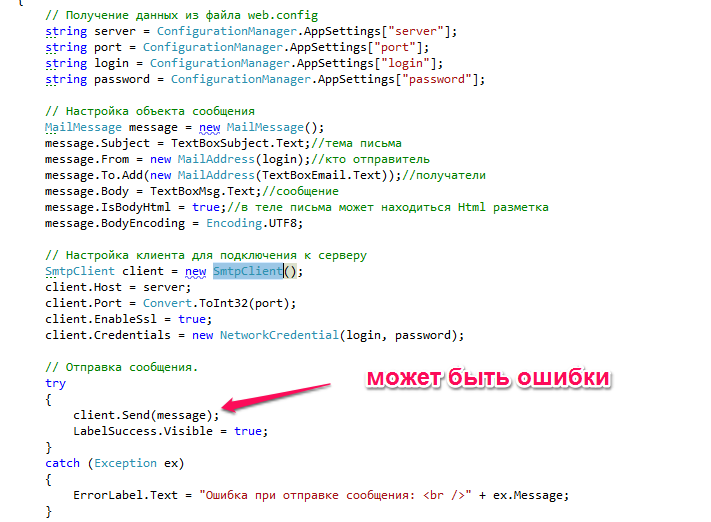 {
// Получение данных из файла web.config
string server = ConfigurationManager.AppSettings["server"];
string port = ConfigurationManager.AppSettings["port"];
string login = ConfigurationManager.AppSettings["login"];
string password = ConfigurationManager.AppSettings["password"];
// Настройка объекта сообщения
MailMessage message = new MailMessage();
message.Subject = TextBoxSubject.Text;//тема письма
message.From = new MailAddress(login);//кто отправитель
message.To.Add(new MailAddress(TextBoxEmail.Text));//получатели
message.Body = TextBoxMsg.Text;//сообщение
message.IsBodyHtml = true;//в теле письма может находиться Html разметка
message.BodyEncoding = Encoding.UTF8;
// Настройка клиента для подключения к серверу
SmtpClient client = new SmtpClient();
client.Host = server;
client.Port = Convert.ToInt32(port);
client.EnableSsl = true;
client.Credentials = new NetworkCredential(login, password);
// Отправка сообщения.
try
может быть ошибки
{
client.Send(message);
LabelSuccess.Visible = true;
}
catch (Exception ex)
{
ErrorLabel.Text = "Ошибка при отправке сообщения: <br />" + ex.Message;
}